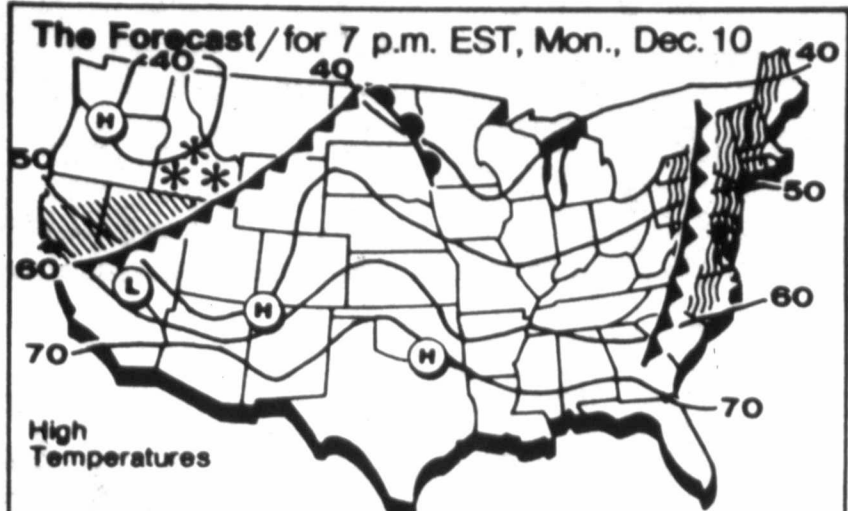 The Forecast / for 7 p.m. EST, Mon., Dec. 10
40
40
40
H
50
50
60
L
H
60
70
H
70
High
Temperatures